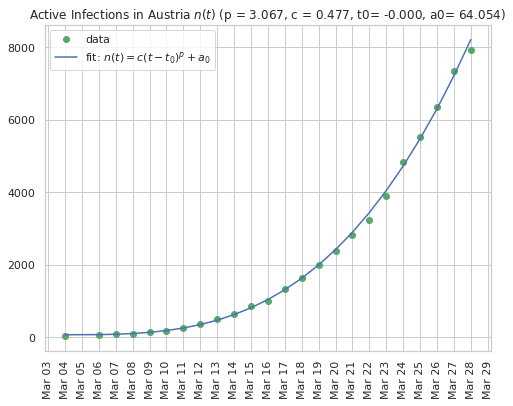 Active Infections in Austria n(t) (p = 3.067, c = 0.477, t0= -0.000, a0= 64.054)
data
fit: n(t) = c(t − t₀)ᵖ + a₀
8000
6000
4000
2000
0
Mar 03
Mar 04
Mar 05
Mar 06
Mar 07
Mar 08
Mar 09
Mar 10
Mar 11
Mar 12
Mar 13
Mar 14
Mar 15
Mar 16
Mar 17
Mar 18
Mar 19
Mar 20
Mar 21
Mar 22
Mar 23
Mar 24
Mar 25
Mar 26
Mar 27
Mar 28
Mar 29